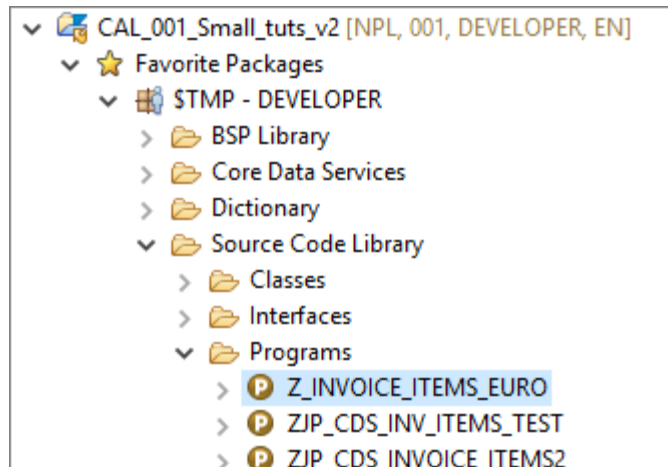 CAL_001_Small_tuts_v2 [NPL, 001, DEVELOPER, EN]
Favorite Packages
$TMP - DEVELOPER
BSP Library
Core Data Services
Dictionary
Source Code Library
Classes
Interfaces
Programs
P Z_INVOICE_ITEMS_EURO
P ZJP_CDS_INV_ITEMS_TEST
P ZJP_CDS_INVOICE_ITEMS2